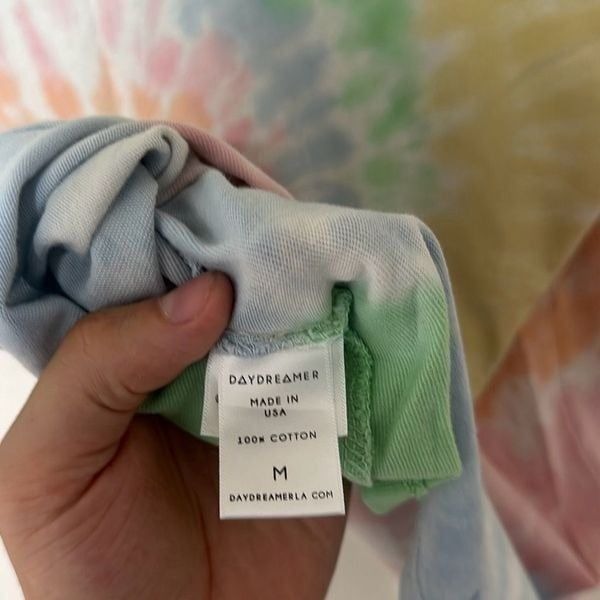 DAYDREAMER
MADE IN
USA
100% COTTON
M
DAYDREAMERLA.COM